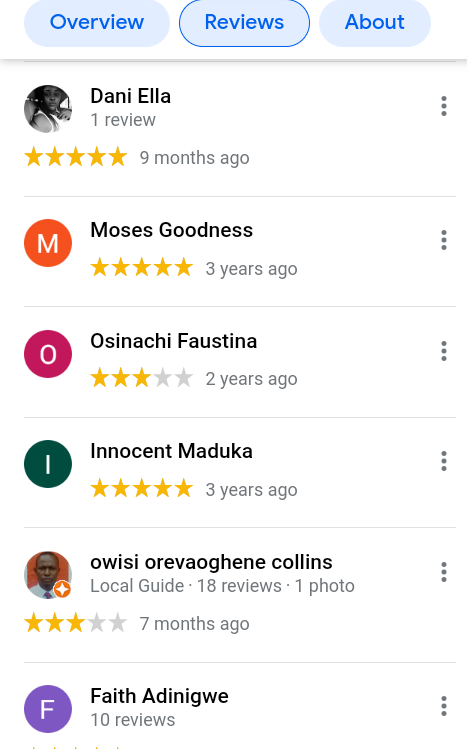 Overview Reviews About
Dani Ella
1 review
9 months ago
M Moses Goodness
3 years ago
O Osinachi Faustina
2 years ago
I Innocent Maduka
3 years ago
owisi orevaoghene collins
Local Guide · 18 reviews · 1 photo
7 months ago
F Faith Adinigwe
10 reviews